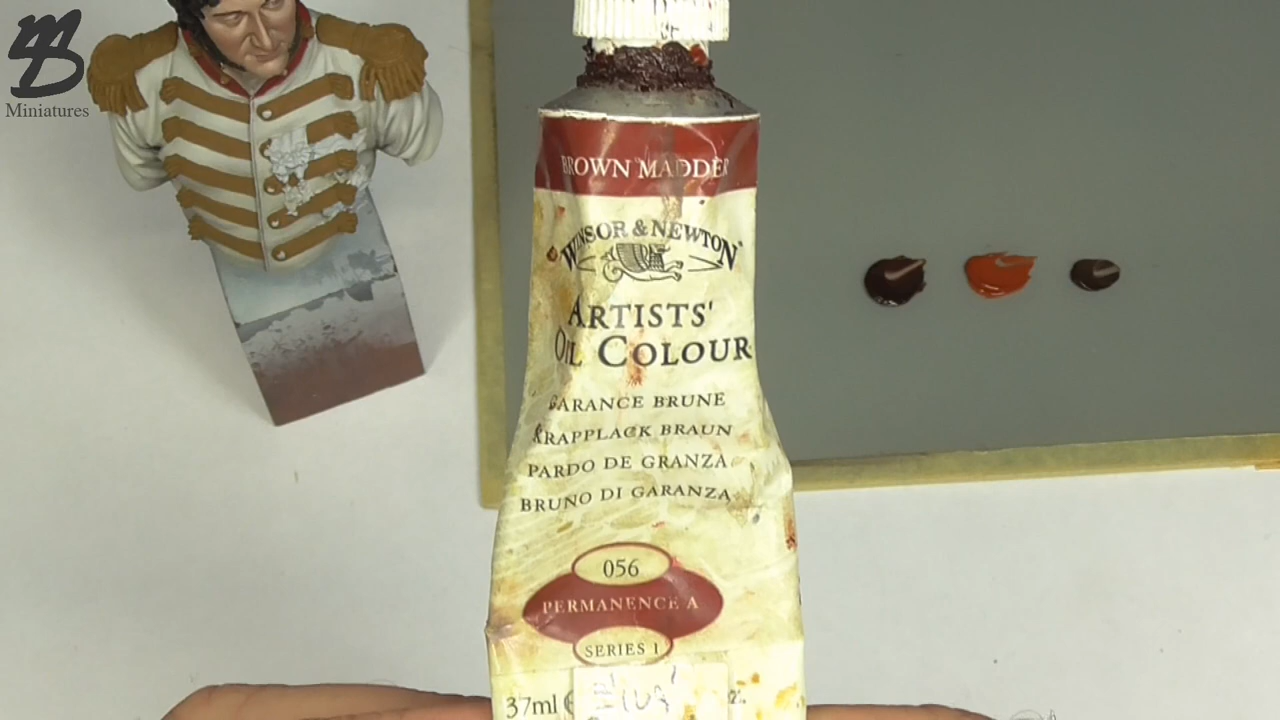 Miniatures
BROWN MADDER
WINSOR & NEWTON
ARTISTS'
OIL COLOUR
GARANCE BRUNE
KRAPPLACK BRAUN
PARDO DE GRANZA
BRUNO DI GARANZA
056
PERMANENCE A
SERIES 1
37ml